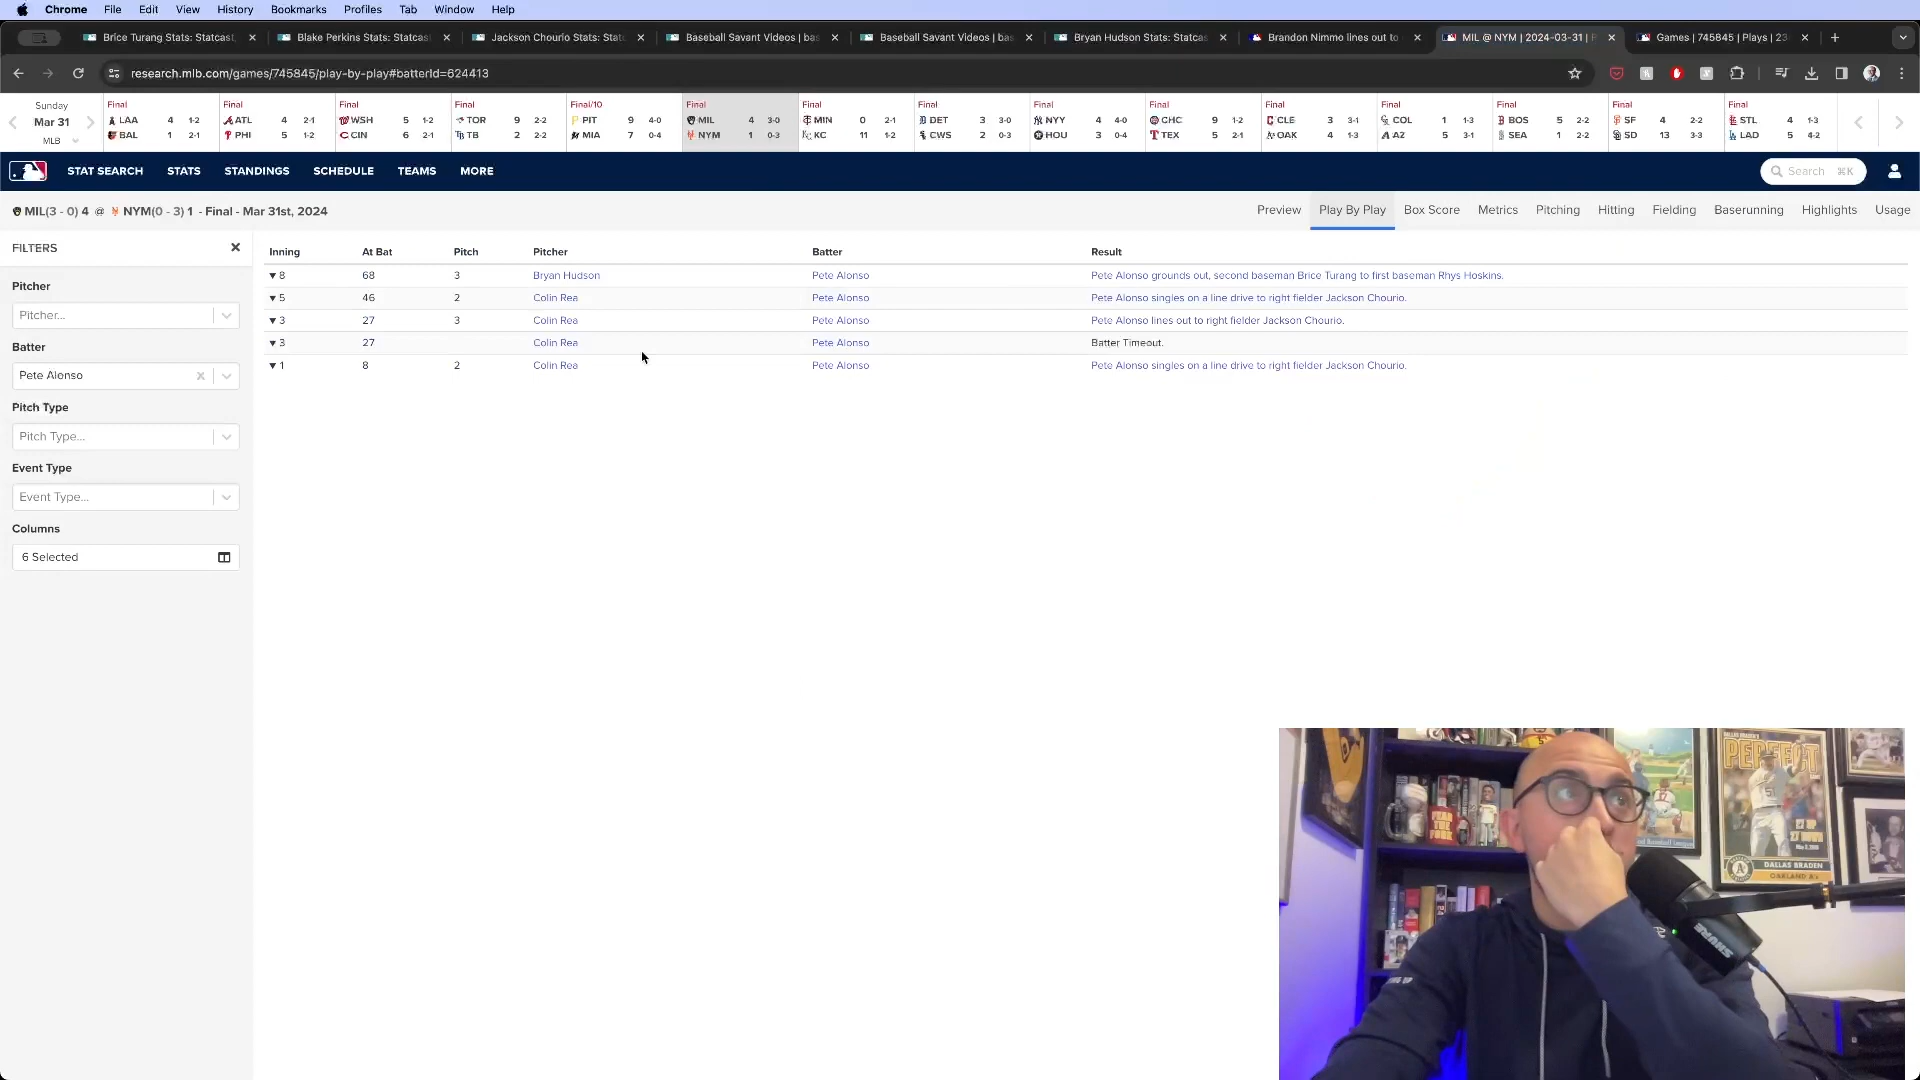 Chrome File Edit View History Bookmarks Profiles Tab Window Help
Brice Turang Stats: Statcast, Blake Perkins Stats: Statcast Jackson Chourio Stats: Stat Baseball Savant Videos | bas Baseball Savant Videos | bas Bryan Hudson Stats: Statcas Brandon Nimmo lines out to MIL @ NYM | 2024-03-31 | P Games | 745845 | Plays | 23
research.mlb.com/games/745845/play-by-play#batterId=624413
Sunday
Mar 31
MLB
Final
LAA 4 1-2
BAL 1 2-1
Final
ATL 4 2-1
PHI 5 1-2
Final
WSH 5 1-2
CIN 6 2-1
Final
TOR 9 2-2
TB 2 2-2
Final/10
PIT 9 4-0
MIA 7 0-4
Final
MIL 4 3-0
NYM 1 0-3
Final
MIN 0 2-1
KC 11 1-2
Final
DET 3 3-0
CWS 2 0-3
Final
NYY 4 4-0
HOU 3 0-4
Final
CHC 9 1-2
TEX 5 2-1
Final
CLE 3 3-1
OAK 4 1-3
Final
COL 1 1-3
AZ 5 3-1
Final
BOS 5 2-2
SEA 1 2-2
Final
SF 4 2-2
SD 13 3-3
Final
STL 4 1-3
LAD 5 4-2
STAT SEARCH STATS STANDINGS SCHEDULE TEAMS MORE Search ⌘K
MIL(3 - 0) 4 @ NYM(0 - 3) 1 - Final - Mar 31st, 2024
Preview Play By Play Box Score Metrics Pitching Hitting Fielding Baserunning Highlights Usage
FILTERS
Pitcher
Pitcher...
Batter
Pete Alonso
Pitch Type
Pitch Type...
Event Type
Event Type...
Columns
6 Selected
Inning At Bat Pitch Pitcher Batter Result
▼ 8 68 3 Bryan Hudson Pete Alonso Pete Alonso grounds out, second baseman Brice Turang to first baseman Rhys Hoskins.
▼ 5 46 2 Colin Rea Pete Alonso Pete Alonso singles on a line drive to right fielder Jackson Chourio.
▼ 3 27 3 Colin Rea Pete Alonso Pete Alonso lines out to right fielder Jackson Chourio.
▼ 3 27 Colin Rea Pete Alonso Batter Timeout.
▼ 1 8 2 Colin Rea Pete Alonso Pete Alonso singles on a line drive to right fielder Jackson Chourio.
PERFECT
DALLAS BRADEN
OAKLAND A's
FEAR
THE
FORK
SHURE